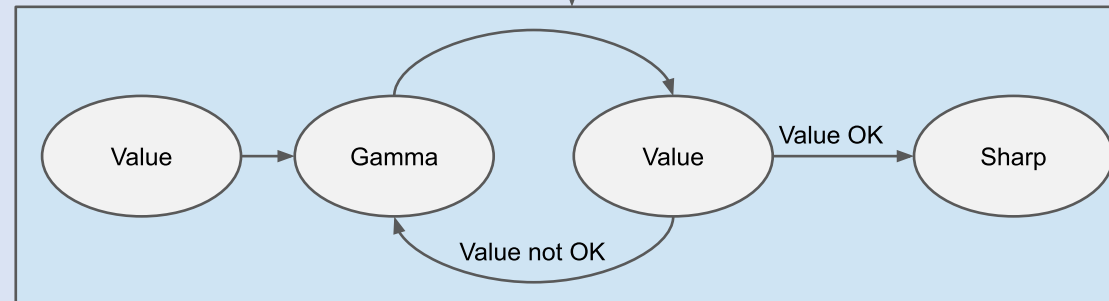 Value OK
Value
Gamma
Value
Sharp
Value not OK